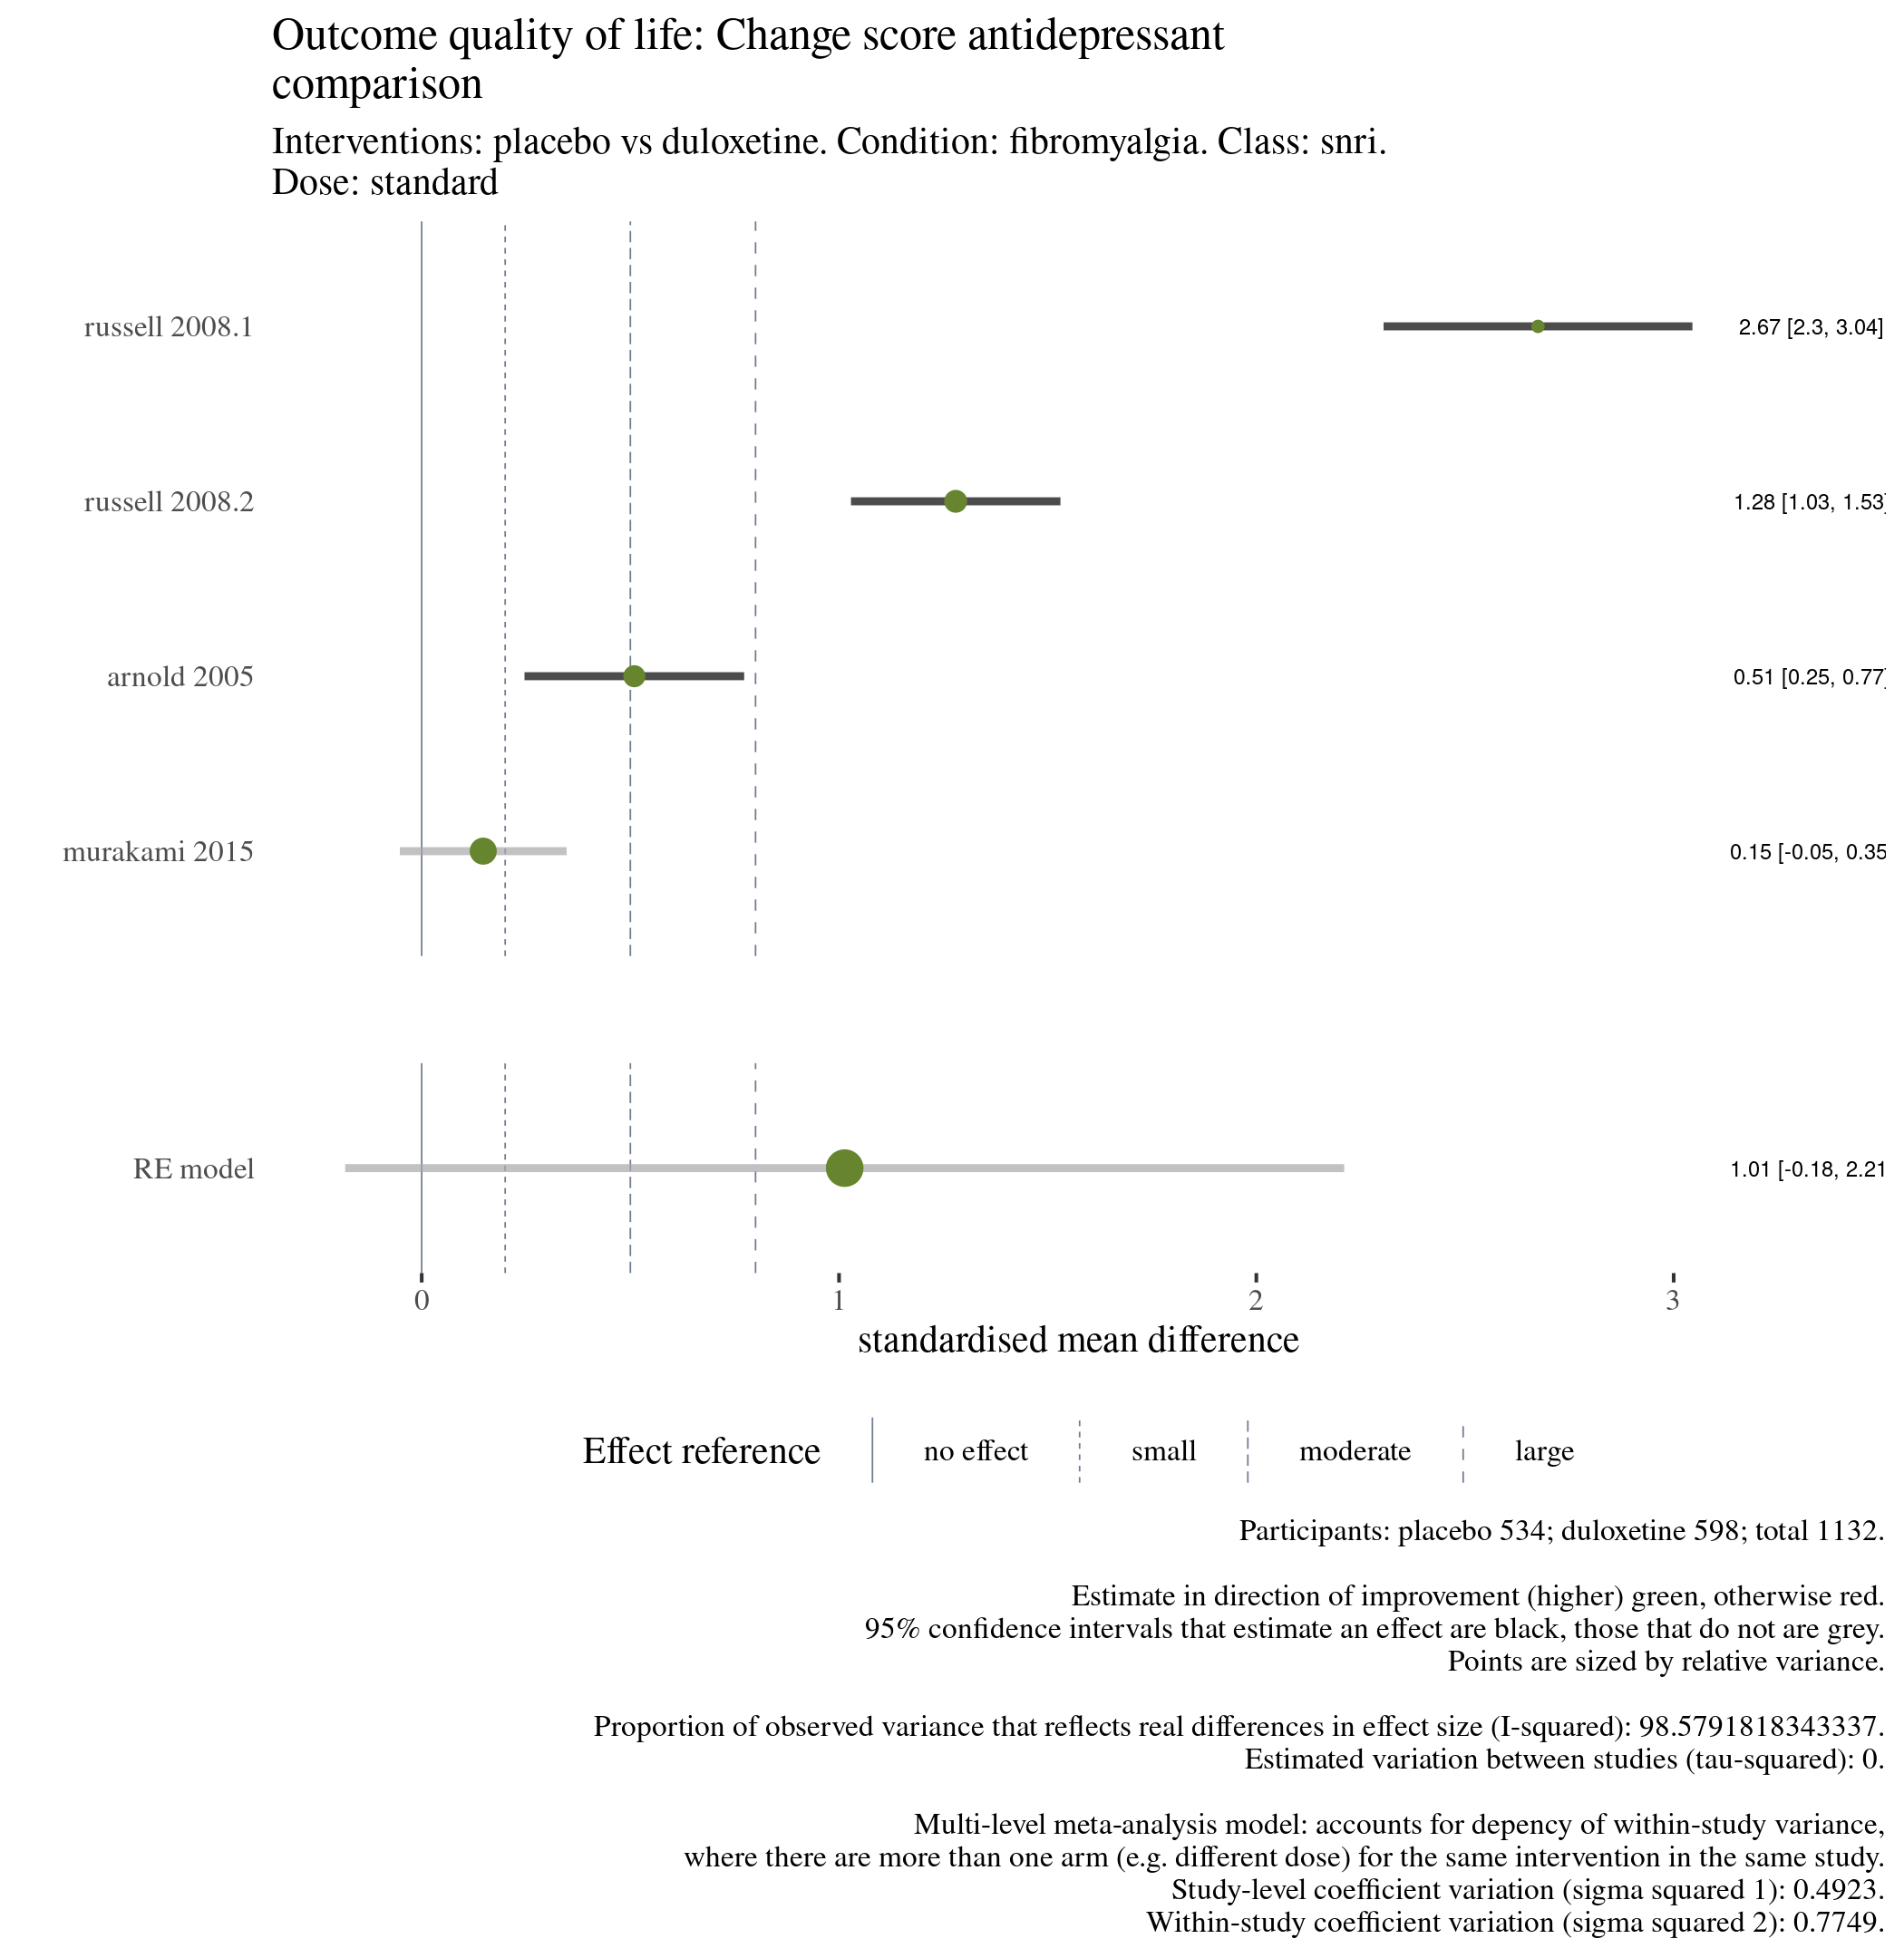 Outcome quality of life: Change score antidepressant
comparison
Interventions: placebo vs duloxetine. Condition: fibromyalgia. Class: snri.
Dose: standard
russell 2008.1 2.67 [2.3, 3.04]
russell 2008.2 1.28 [1.03, 1.53]
arnold 2005 0.51 [0.25, 0.77]
murakami 2015 0.15 [-0.05, 0.35
RE model 1.01 [-0.18, 2.21
0 1 2 3
standardised mean difference
Effect reference no effect small moderate large
Participants: placebo 534; duloxetine 598; total 1132.
Estimate in direction of improvement (higher) green, otherwise red.
95% confidence intervals that estimate an effect are black, those that do not are grey.
Points are sized by relative variance.
Proportion of observed variance that reflects real differences in effect size (I-squared): 98.5791818343337.
Estimated variation between studies (tau-squared): 0.
Multi-level meta-analysis model: accounts for depency of within-study variance,
where there are more than one arm (e.g. different dose) for the same intervention in the same study.
Study-level coefficient variation (sigma squared 1): 0.4923.
Within-study coefficient variation (sigma squared 2): 0.7749.